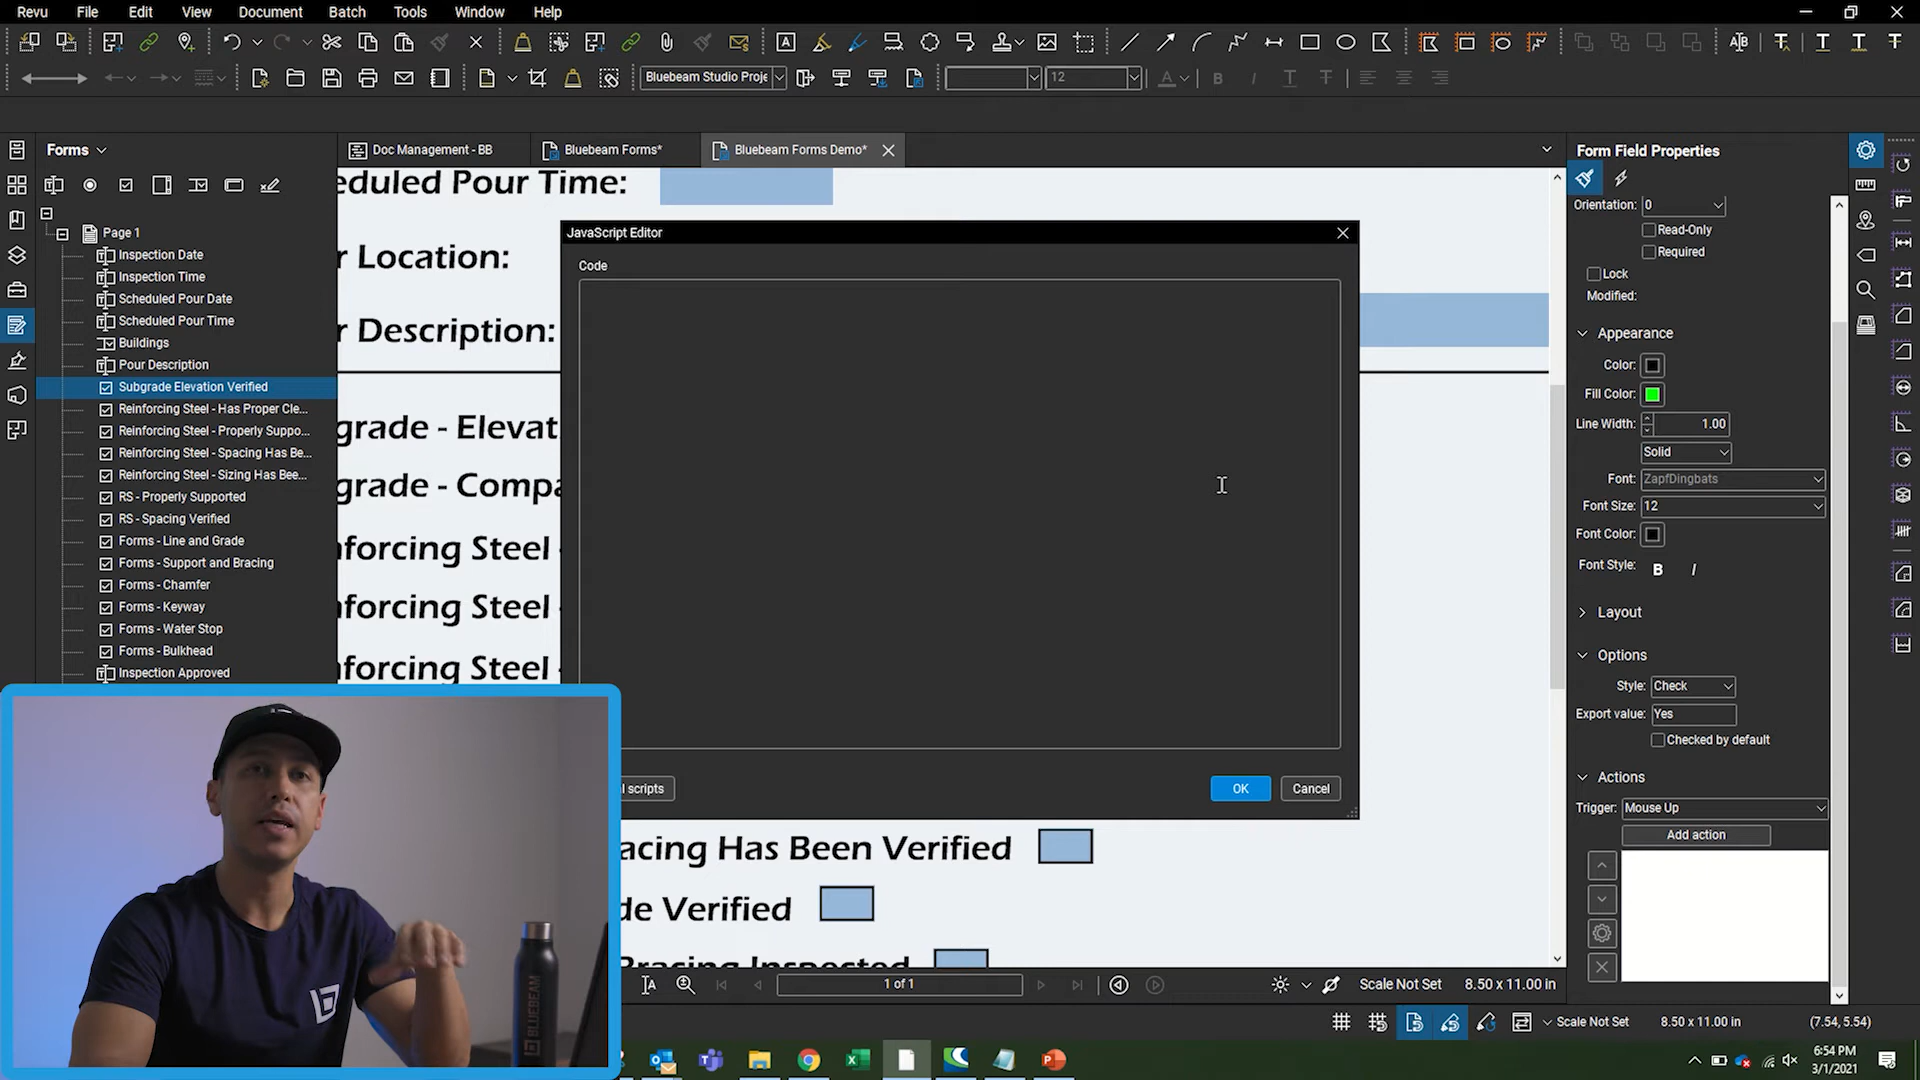 Revu File Edit View Document Batch Tools Window Help
Bluebeam Studio Proje
12
Forms
Doc Management - BB
Bluebeam Forms*
Bluebeam Forms Demo*
Page 1
Inspection Date
Inspection Time
Scheduled Pour Date
Scheduled Pour Time
Buildings
Pour Description
Subgrade Elevation Verified
Reinforcing Steel - Has Proper Cle...
Reinforcing Steel - Properly Suppo...
Reinforcing Steel - Spacing Has Be...
Reinforcing Steel - Sizing Has Bee...
RS - Properly Supported
RS - Spacing Verified
Forms - Line and Grade
Forms - Support and Bracing
Forms - Chamfer
Forms - Keyway
Forms - Water Stop
Forms - Bulkhead
Inspection Approved
eduled Pour Time:
r Location:
r Description:
grade - Elevat
grade - Compa
nforcing Steel -
nforcing Steel -
nforcing Steel -
acing Has Been Verified
de Verified
Bracing Inspected
JavaScript Editor
Code
l scripts
OK
Cancel
Form Field Properties
Orientation: 0
Read-Only
Required
Lock
Modified:
Appearance
Color:
Fill Color:
Line Width: 1.00
Solid
Font: ZapfDingbats
Font Size: 12
Font Color:
Font Style: B I
Layout
Options
Style: Check
Export value: Yes
Checked by default
Actions
Trigger: Mouse Up
Add action
1 of 1
Scale Not Set
8.50 x 11.00 in
Scale Not Set
8.50 x 11.00 in
(7.54, 5.54)
6:54 PM
3/1/2021
BLUEBEAM